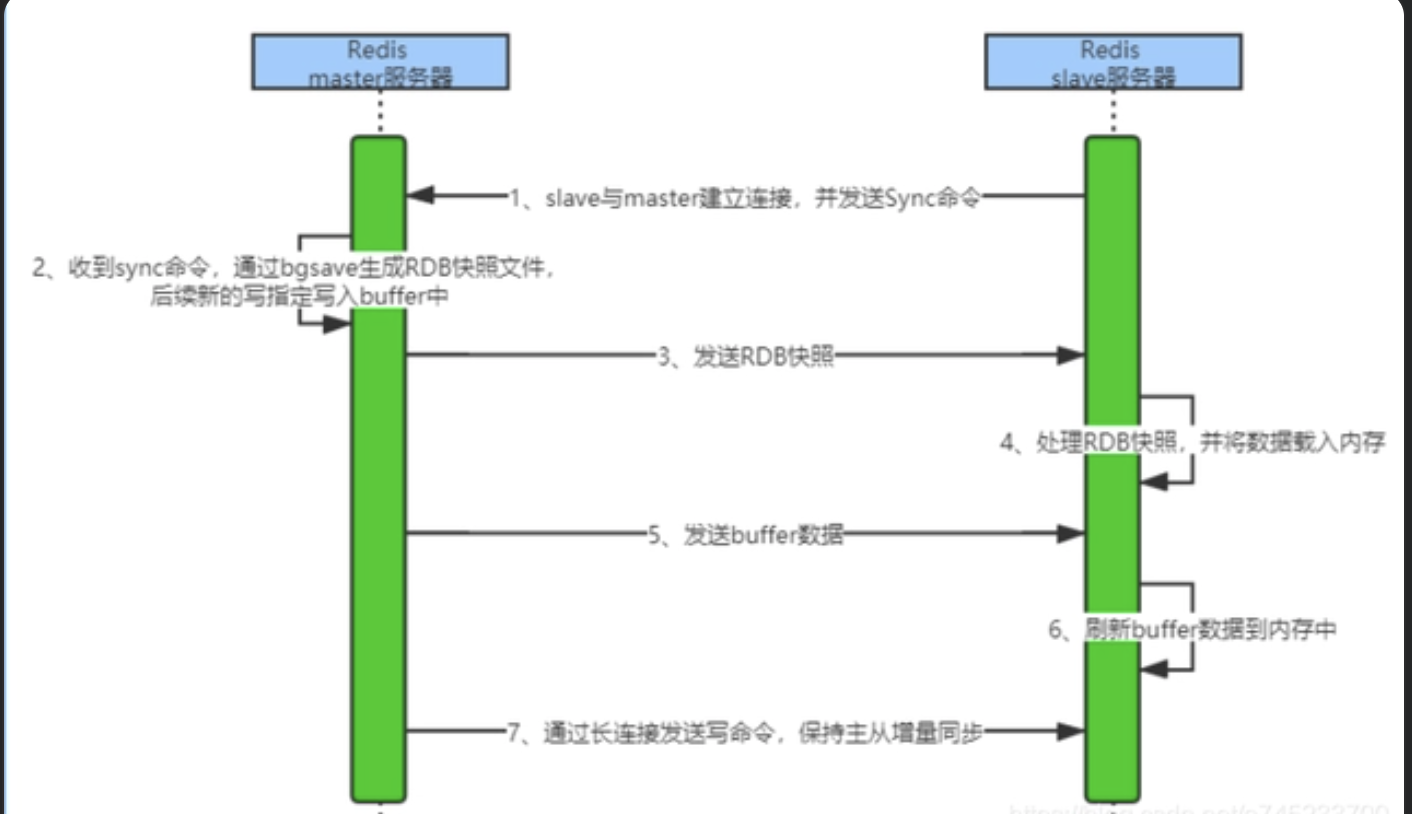 Redis
master服务器
Redis
slave服务器
1、slave与master建立连接，并发送Sync命令
2、收到sync命令，通过bgsave生成RDB快照文件，
后续新的写指定写入buffer中
3、发送RDB快照
4、处理RDB快照，并将数据载入内存
5、发送buffer数据
6、刷新buffer数据到内存中
7、通过长连接发送写命令，保持主从增量同步